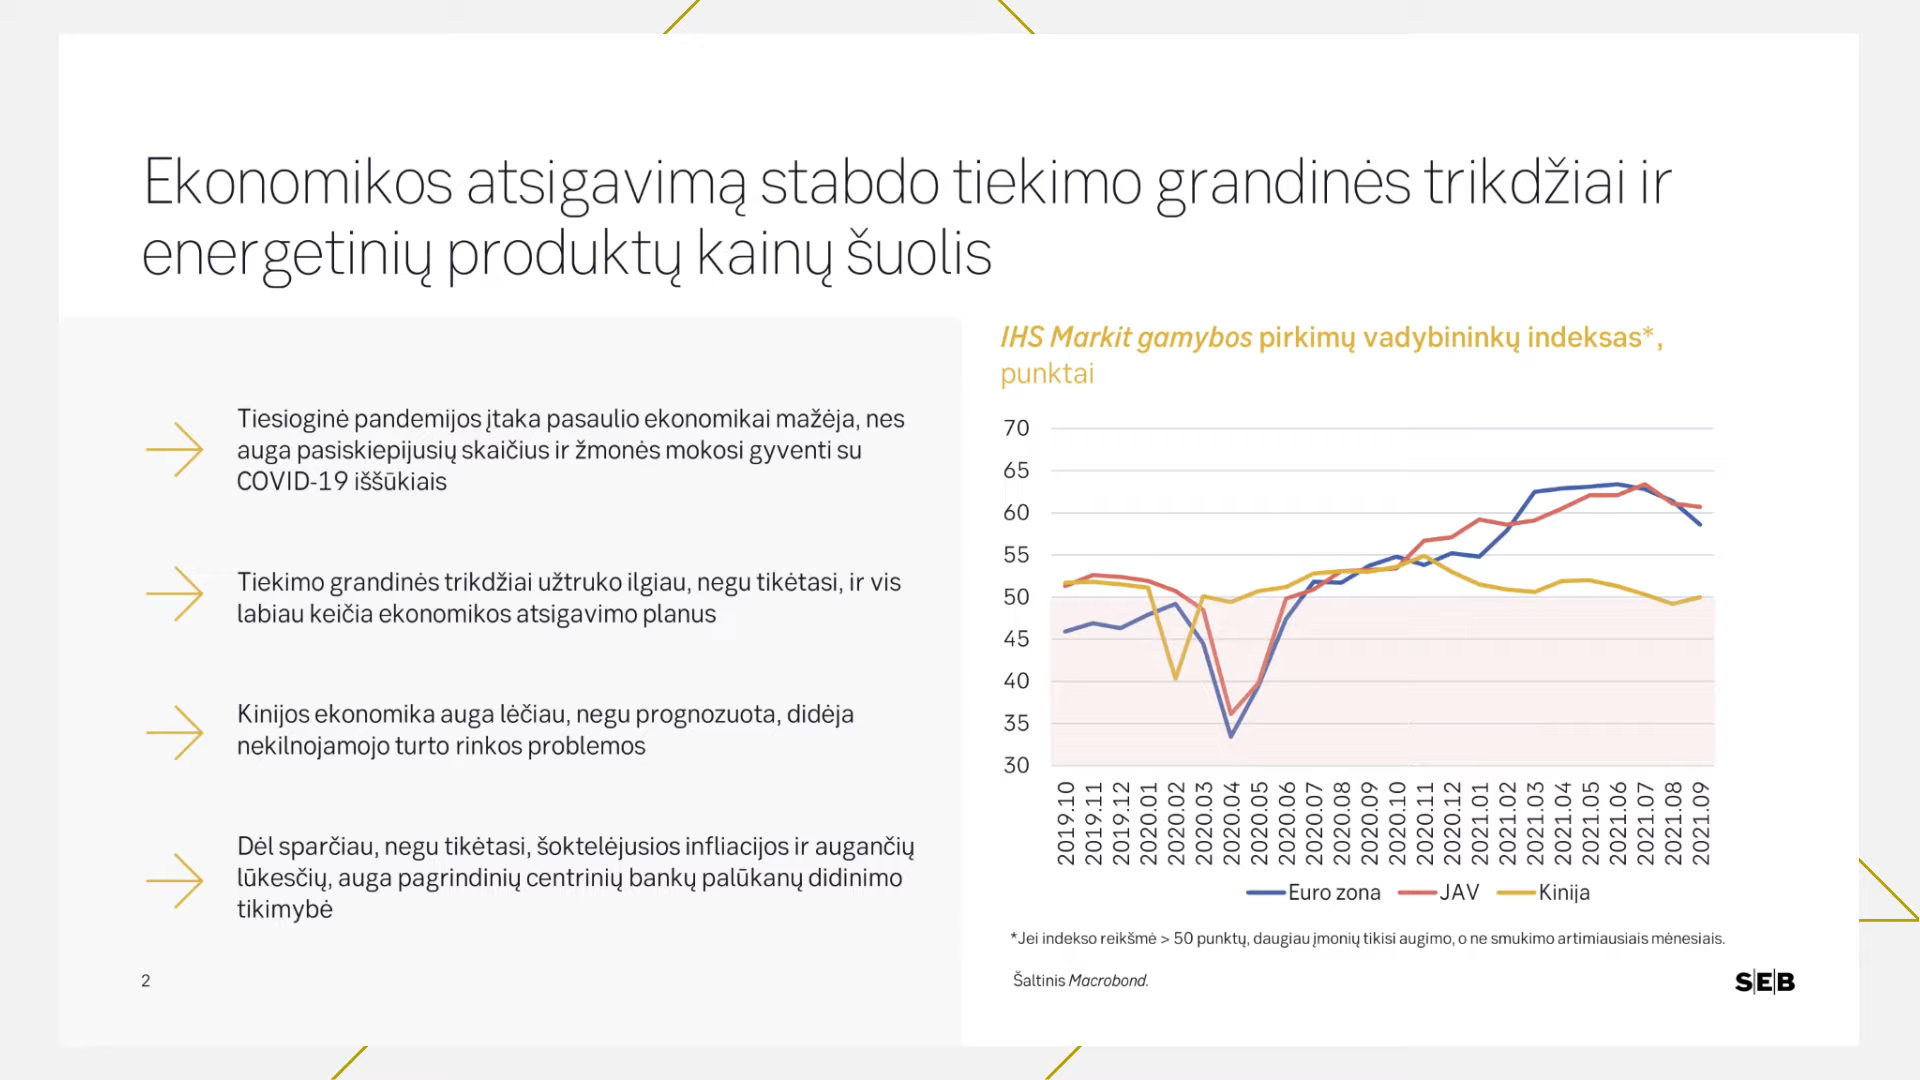 Ekonomikos atsigavimą stabdo tiekimo grandinės trikdžiai ir
energetinių produktų kainų šuolis
Tiesioginė pandemijos įtaka pasaulio ekonomikai mažėja, nes
auga pasiskiepijusių skaičius ir žmonės mokosi gyventi su
COVID-19 iššūkiais
Tiekimo grandinės trikdžiai užtruko ilgiau, negu tikėtasi, ir vis
labiau keičia ekonomikos atsigavimo planus
Kinijos ekonomika auga lėčiau, negu prognozuota, didėja
nekilnojamojo turto rinkos problemos
Dėl sparčiau, negu tikėtasi, šoktelėjusios infliacijos ir augančių
lūkesčių, auga pagrindinių centrinių bankų palūkanų didinimo
tikimybė
2
IHS Markit gamybos pirkimų vadybininkų indeksas*,
punktai
70
65
60
55
50
45
40
35
30
2019.10
2019.11
2019.12
2020.01
2020.02
2020.03
2020.04
2020.05
2020.06
2020.07
2020.08
2020.09
2020.10
2020.11
2020.12
2021.01
2021.02
2021.03
2021.04
2021.05
2021.06
2021.07
2021.08
2021.09
Euro zona JAV Kinija
*Jei indekso reikšmė > 50 punktų, daugiau įmonių tikisi augimo, o ne smukimo artimiausiais mėnesiais.
Šaltinis Macrobond.
S|E|B